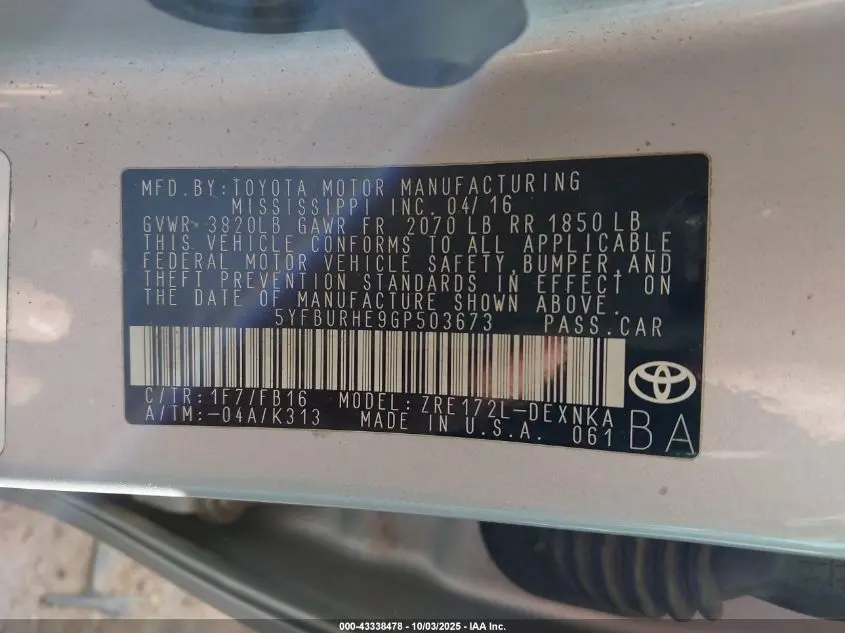 MFD.BY:TOYOTA MOTOR MANUFACTURING
MISSISSIPPI INC. 04/16
GVWR 3820LB GAWR FR 2070 LB RR 1850 LB
THIS VEHICLE CONFORMS TO ALL APPLICABLE
FEDERAL MOTOR VEHICLE SAFETY,BUMPER,AND
THEFT PREVENTION STANDARDS IN EFFECT ON
THE DATE OF MANUFACTURE SHOWN ABOVE.
5YFBURHE9GP503673 PASS.CAR
C/TR:1F7/FB16 MODEL:ZRE172L-DEXNKA
A/TM:-04A/K313 MADE IN U.S.A. 061 BA
000-43338478 - 10/03/2025 - IAA Inc.